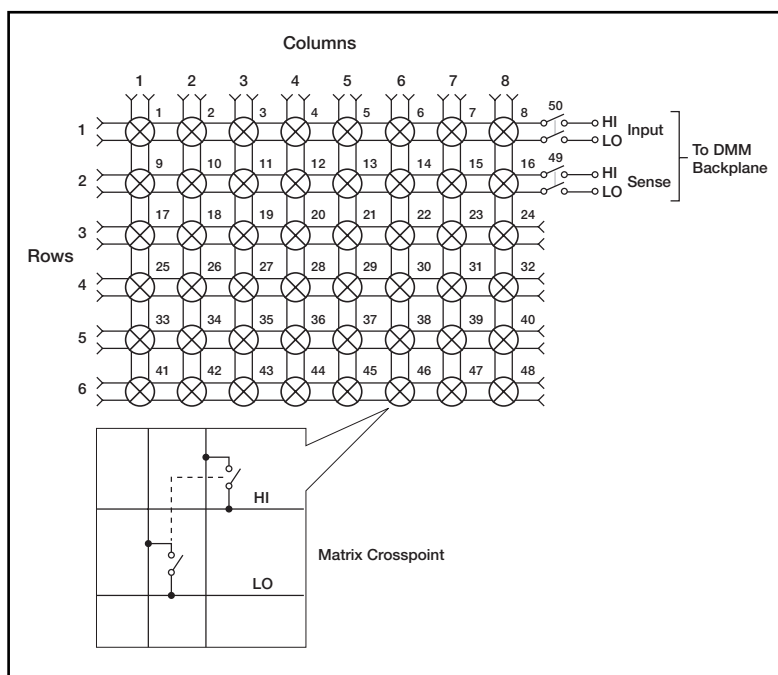 Columns
1 2 3 4 5 6 7 8
1 1 2 3 4 5 6 7 8 50 HI Input
LO
2 9 10 11 12 13 14 15 16 49 HI Sense
LO
To DMM
Backplane
3 17 18 19 20 21 22 23 24
Rows
4 25 26 27 28 29 30 31 32
5 33 34 35 36 37 38 39 40
6 41 42 43 44 45 46 47 48
HI
Matrix Crosspoint
LO